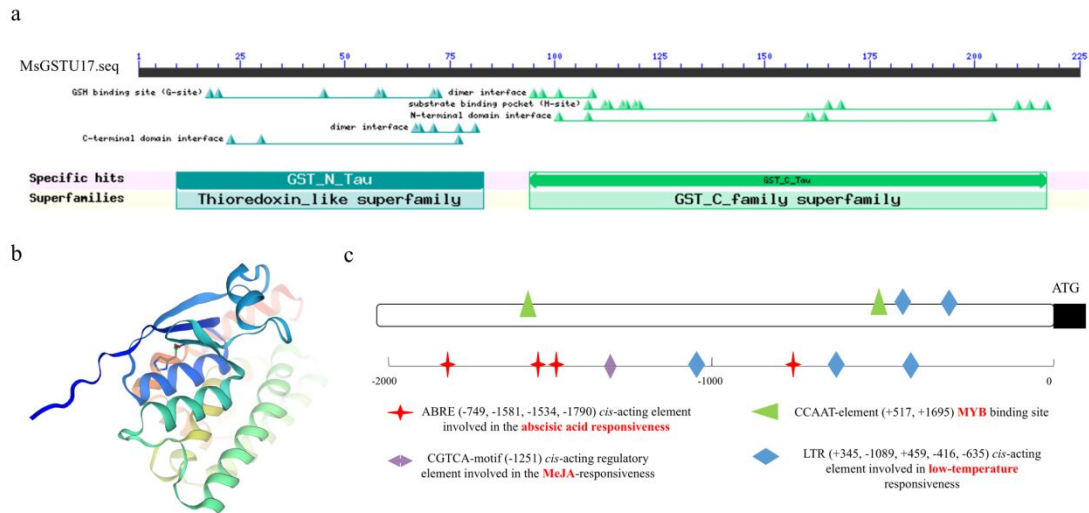 a
1 25 50 75 100 125 150 175 200 225
MsGSTU17.seq
GSH binding site (G-site)
dimer interface
substrate binding pocket (H-site)
N-terminal domain interface
dimer interface
C-terminal domain interface
Specific hits
GST_N_Tau
GST_C_Tau
Superfamilies
Thioredoxin_like superfamily
GST_C_family superfamily
b
c
ATG
-2000 -1000 0
ABRE (-749, -1581, -1534, -1790) cis-acting element
involved in the abscisic acid responsiveness
CGTCA-motif (-1251) cis-acting regulatory
element involved in the MeJA-responsiveness
CCAAT-element (+517, +1695) MYB binding site
LTR (+345, -1089, +459, -416, -635) cis-acting
element involved in low-temperature
responsiveness